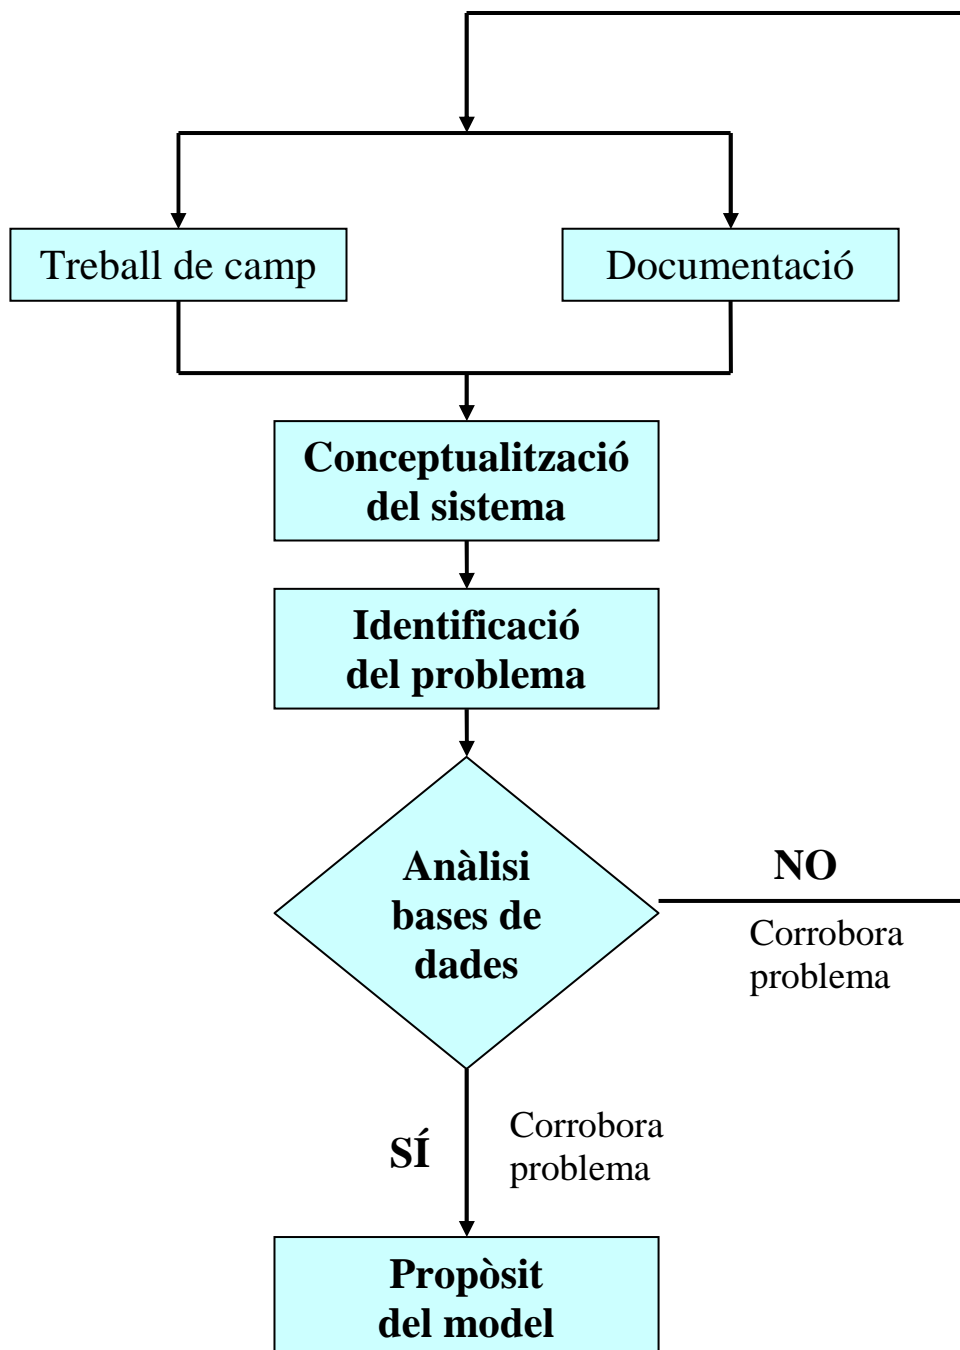 Treball de camp
Documentació
Conceptualització
del sistema
Identificació
del problema
Anàlisi
bases de
dades
NO
Corrobora
problema
SÍ
Corrobora
problema
Propòsit
del model